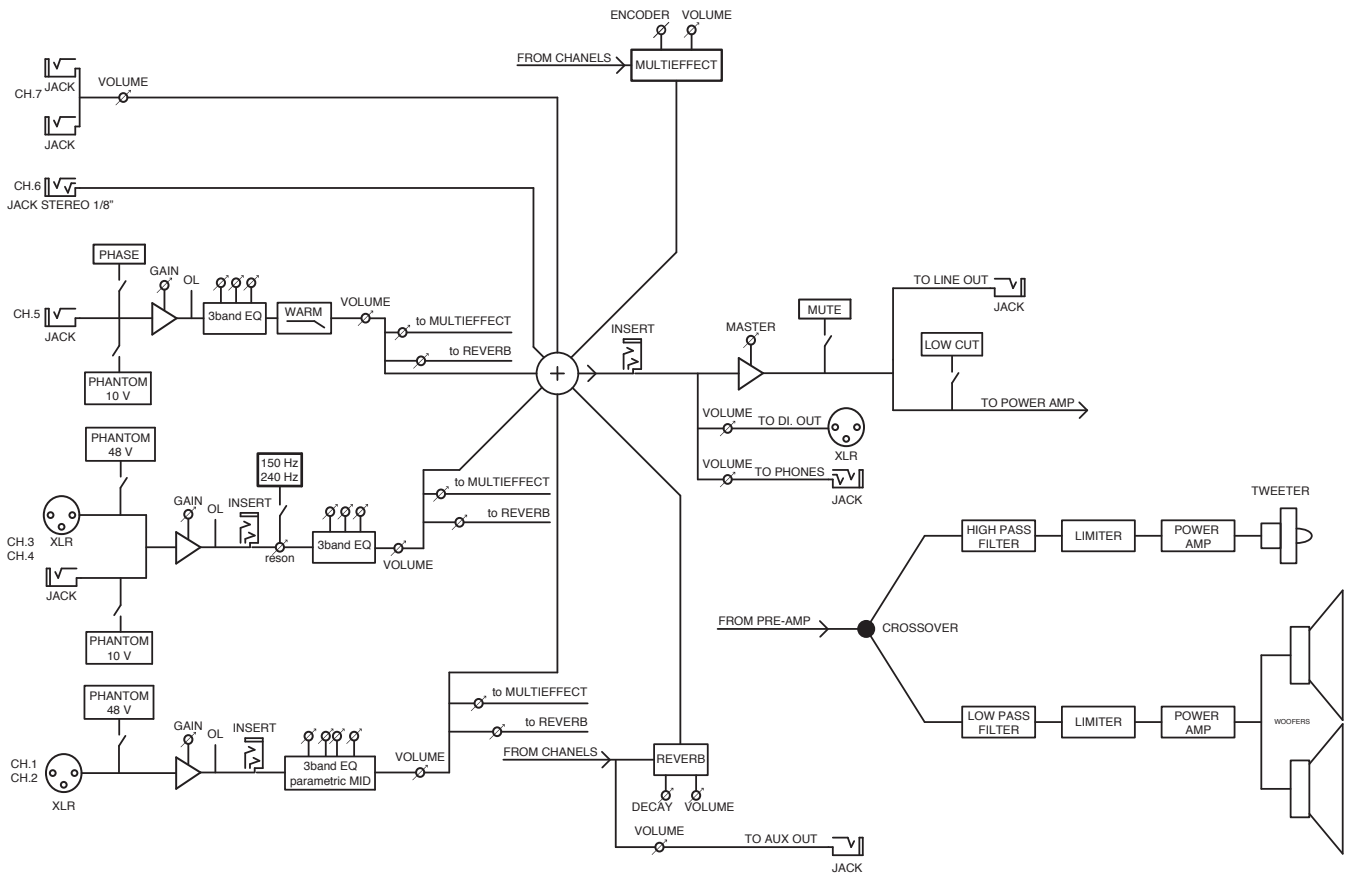 ENCODER VOLUME
FROM CHANELS
MULTIEFFECT
JACK
CH.7
VOLUME
JACK
CH.6
JACK STEREO 1/8"
PHASE
GAIN
OL
CH.5
JACK
3band EQ
WARM
VOLUME
to MULTIEFFECT
to REVERB
PHANTOM
10 V
+
INSERT
MASTER
MUTE
TO LINE OUT
JACK
LOW CUT
TO POWER AMP
VOLUME
TO DI. OUT
XLR
VOLUME
TO PHONES
JACK
PHANTOM
48 V
GAIN
OL
INSERT
150 Hz
240 Hz
reson
3band EQ
VOLUME
to MULTIEFFECT
to REVERB
CH.3
CH.4
XLR
JACK
PHANTOM
10 V
PHANTOM
48 V
GAIN
OL
INSERT
CH.1
CH.2
XLR
3band EQ
parametric MID
VOLUME
to MULTIEFFECT
to REVERB
FROM CHANELS
REVERB
DECAY
VOLUME
VOLUME
TO AUX OUT
JACK
FROM PRE-AMP
CROSSOVER
HIGH PASS
FILTER
LIMITER
POWER
AMP
TWEETER
LOW PASS
FILTER
LIMITER
POWER
AMP
WOOFERS